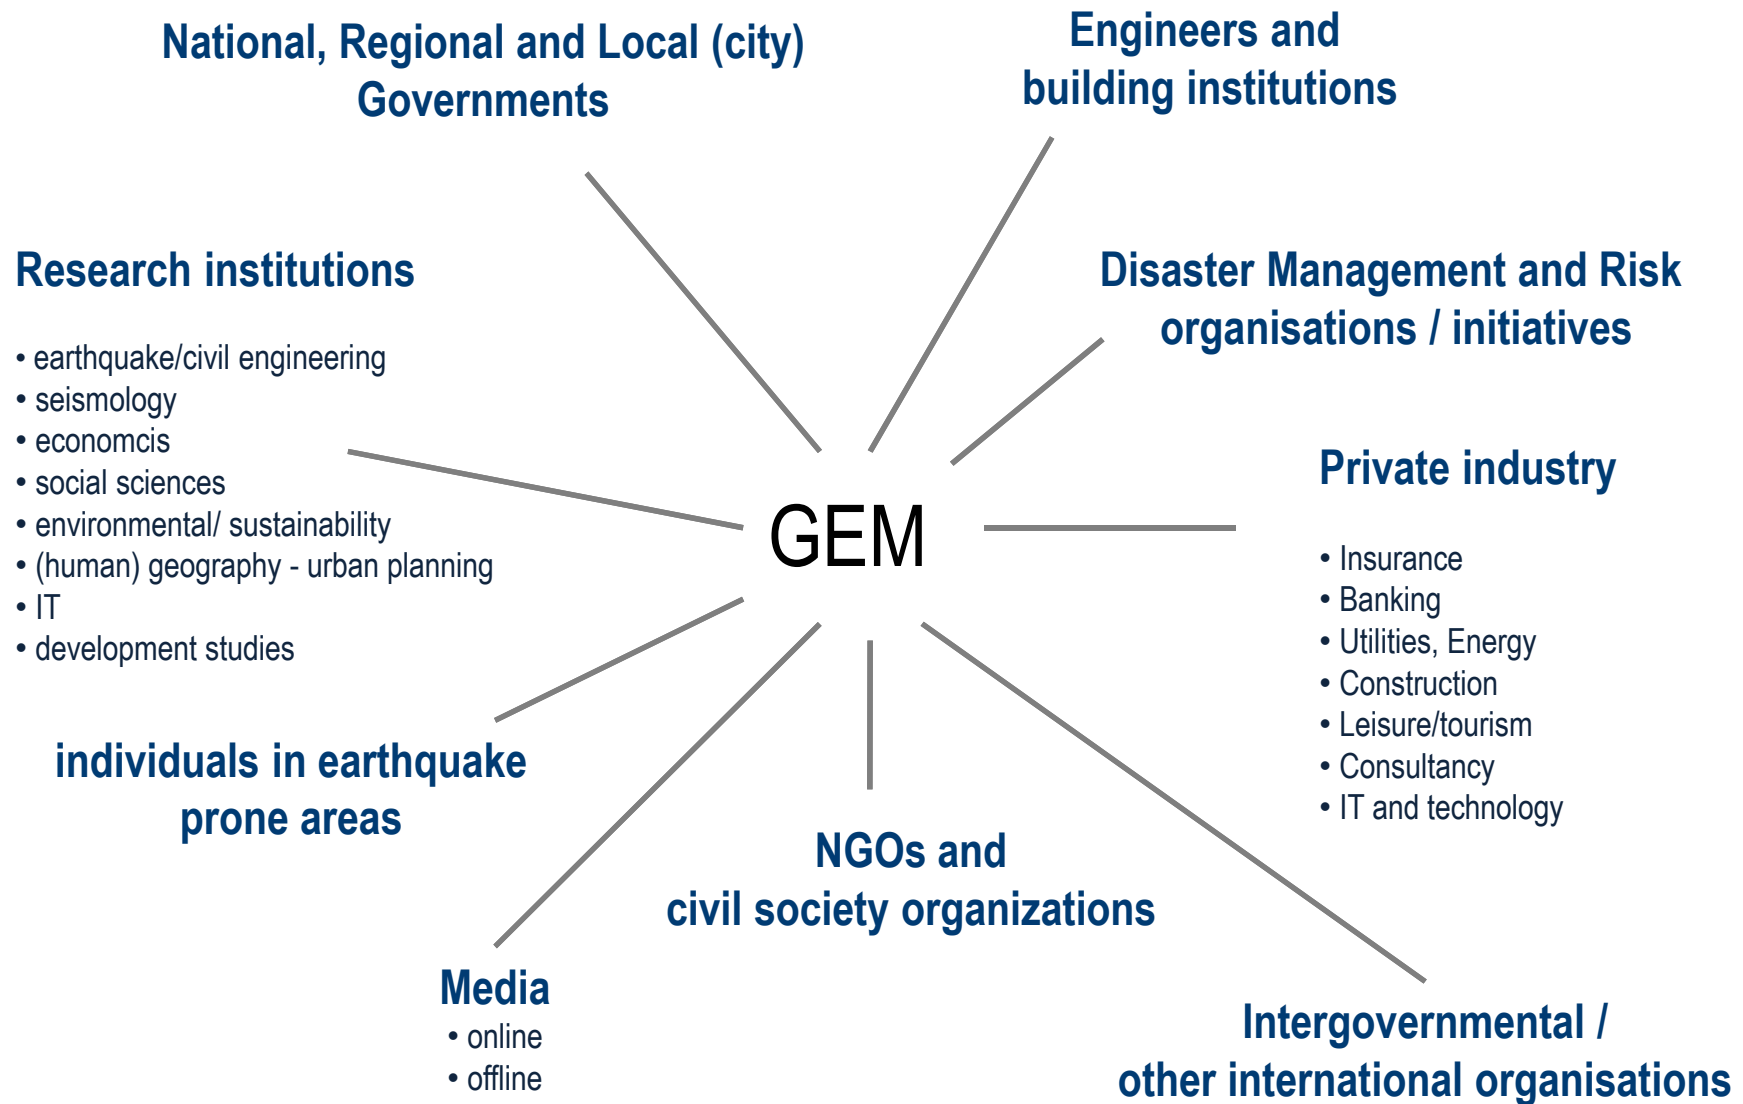 National, Regional and Local (city)
Governments
Engineers and
building institutions
Research institutions
• earthquake/civil engineering
• seismology
• economcis
• social sciences
• environmental/ sustainability
• (human) geography - urban planning
• IT
• development studies
Disaster Management and Risk
organisations / initiatives
GEM
Private industry
• Insurance
• Banking
• Utilities, Energy
• Construction
• Leisure/tourism
• Consultancy
• IT and technology
individuals in earthquake
prone areas
NGOs and
civil society organizations
Media
• online
• offline
Intergovernmental /
other international organisations